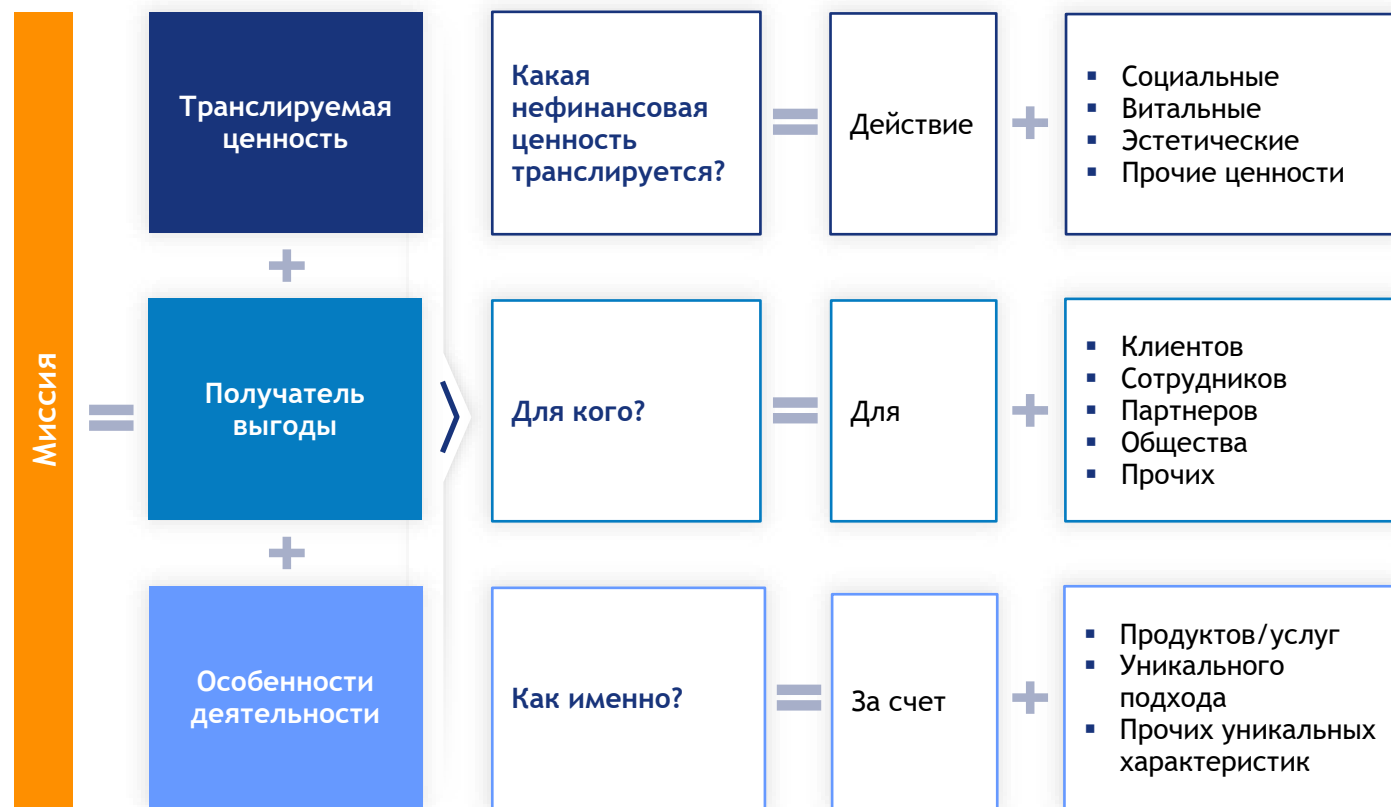 Миссия
Транслируемая
ценность
Какая
нефинансовая
ценность
транслируется?
Действие
▪ Социальные
▪ Витальные
▪ Эстетические
▪ Прочие ценности
Получатель
выгоды
Для кого?
Для
▪ Клиентов
▪ Сотрудников
▪ Партнеров
▪ Общества
▪ Прочих
Особенности
деятельности
Как именно?
За счет
▪ Продуктов/услуг
▪ Уникального
подхода
▪ Прочих уникальных
характеристик